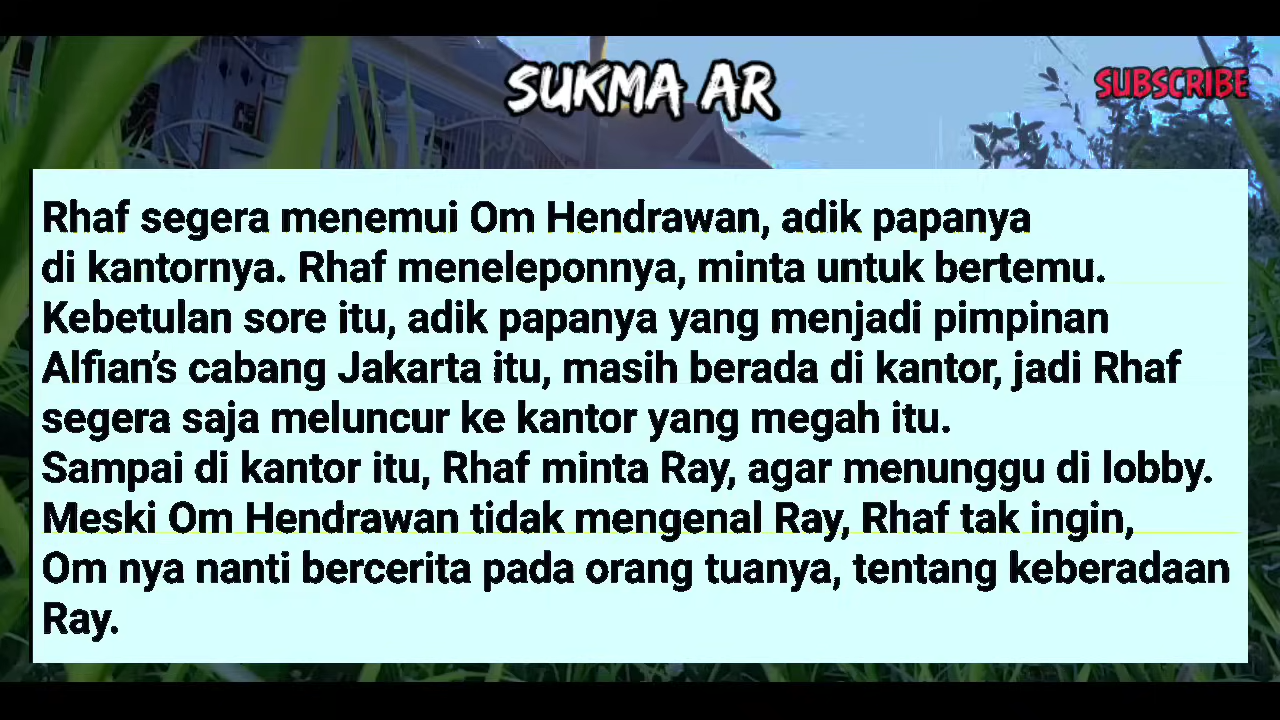 SUKMA AR
SUBSCRIBE
Rhaf segera menemui Om Hendrawan, adik papanya
di kantornya. Rhaf meneleponnya, minta untuk bertemu.
Kebetulan sore itu, adik papanya yang menjadi pimpinan
Alfian’s cabang Jakarta itu, masih berada di kantor, jadi Rhaf
segera saja meluncur ke kantor yang megah itu.
Sampai di kantor itu, Rhaf minta Ray, agar menunggu di lobby.
Meski Om Hendrawan tidak mengenal Ray, Rhaf tak ingin,
Om nya nanti bercerita pada orang tuanya, tentang keberadaan
Ray.